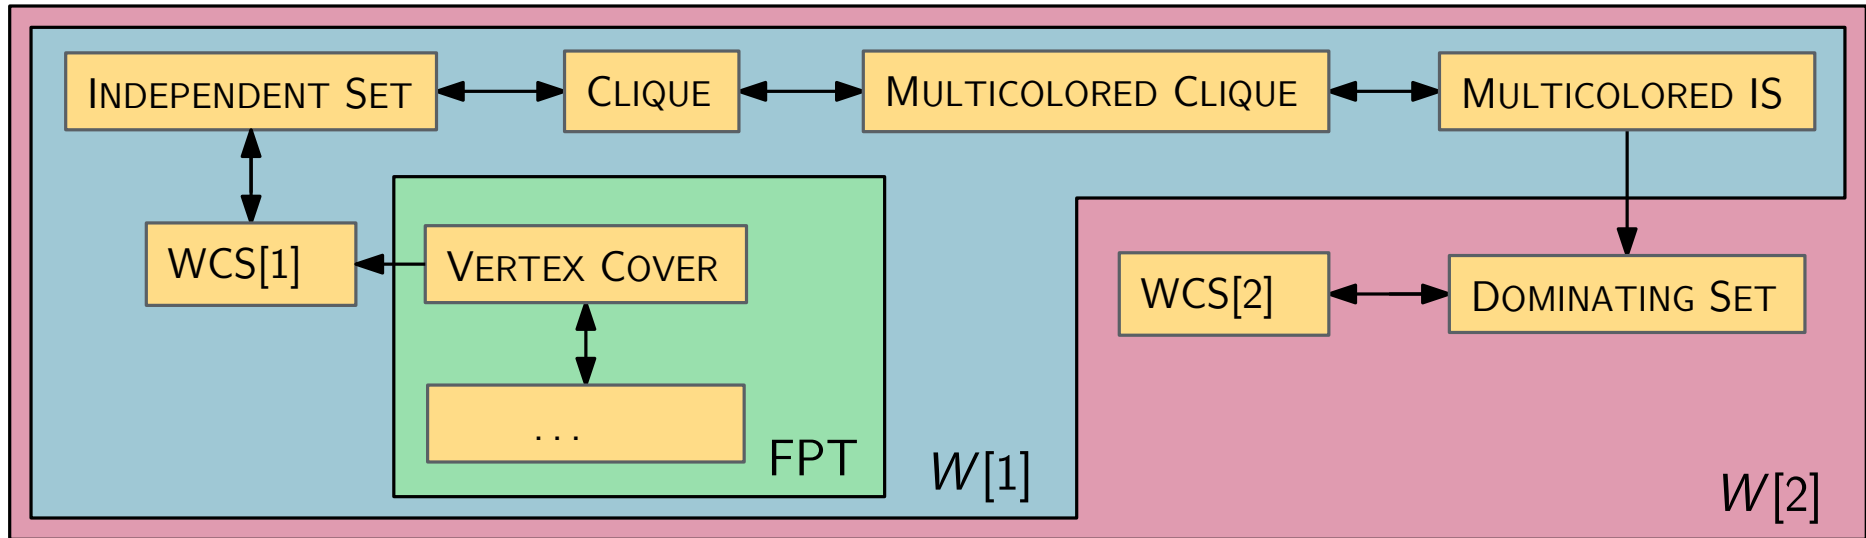 INDEPENDENT SET
CLIQUE
MULTICOLORED CLIQUE
MULTICOLORED IS
WCS[1]
VERTEX COVER
WCS[2]
DOMINATING SET
...
FPT
W[1]
W[2]